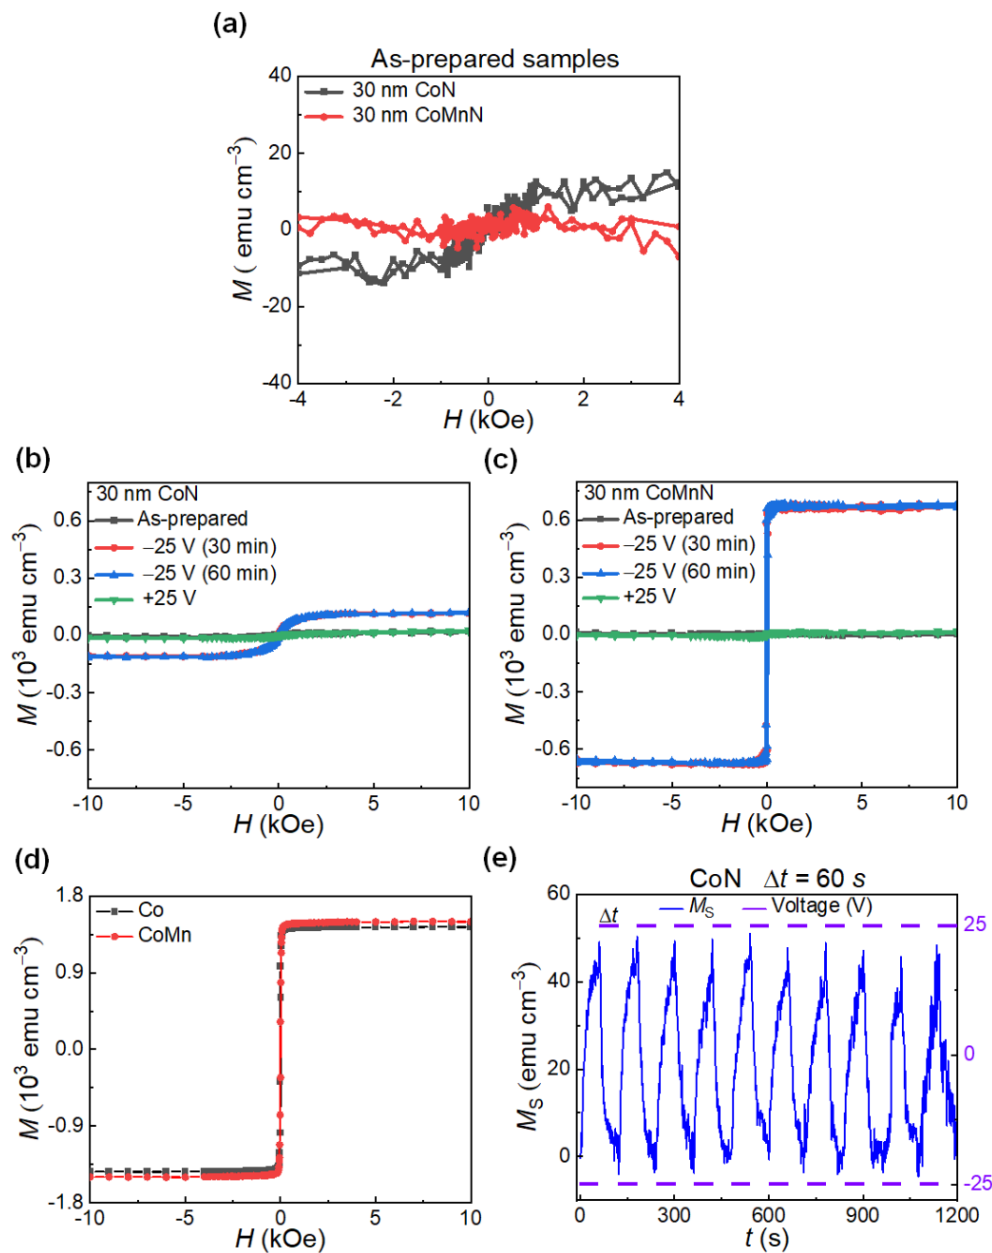 (a)
As-prepared samples
30 nm CoN
30 nm CoMnN
40
20
0
-20
-40
M ( emu cm⁻³)
-4
-2
0
2
4
H (kOe)
(b)
30 nm CoN
As-prepared
−25 V (30 min)
−25 V (60 min)
+25 V
0.6
0.3
0.0
-0.3
-0.6
M (10³ emu cm⁻³)
-10
-5
0
5
10
H (kOe)
(c)
30 nm CoMnN
As-prepared
−25 V (30 min)
−25 V (60 min)
+25 V
0.6
0.3
0.0
-0.3
-0.6
M (10³ emu cm⁻³)
-10
-5
0
5
10
H (kOe)
(d)
Co
CoMn
1.8
0.9
0.0
-0.9
-1.8
M (10³ emu cm⁻³)
-10
-5
0
5
10
H (kOe)
(e)
CoN Δt = 60 s
M_S
Voltage (V)
Δt
60
40
20
0
M_S (emu cm⁻³)
25
0
-25
0
300
600
900
1200
t (s)